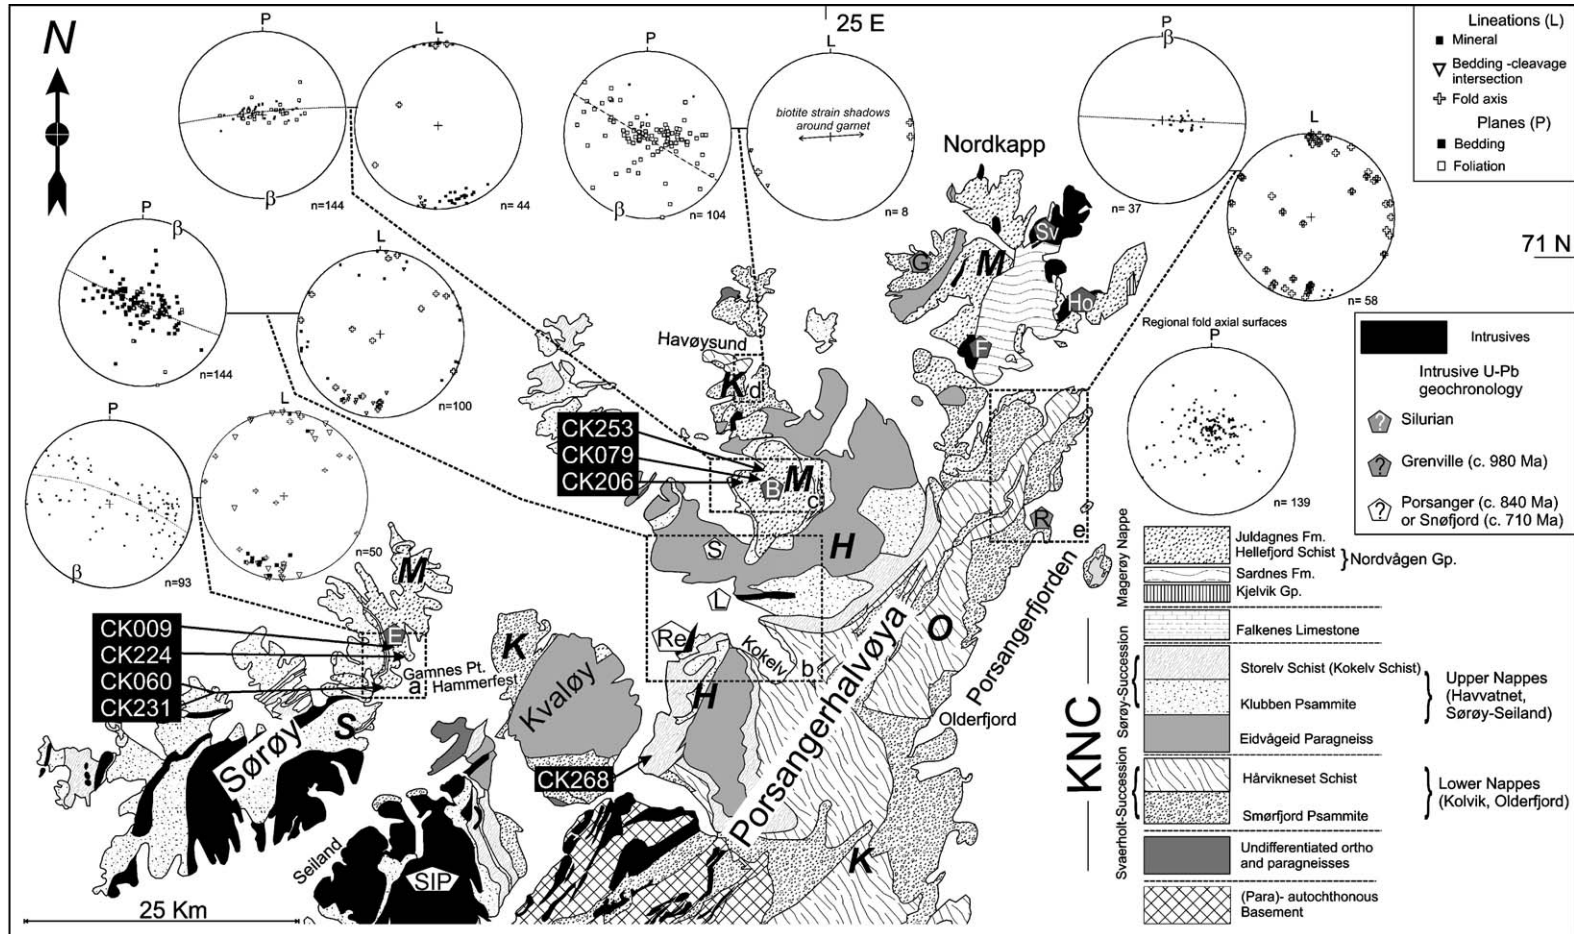 N
P
β
n=144
L
n= 44
P
β
n= 104
L
biotite strain shadows
around garnet
n= 8
25 E
P
β
n= 37
L
n= 58
71 N
Lineations (L)
Mineral
Bedding -cleavage
intersection
Fold axis
Planes (P)
Bedding
Foliation
P
β
n=144
L
n=100
P
β
n=93
L
n=50
Regional fold axial surfaces
P
n= 139
Intrusives
Intrusive U-Pb
geochronology
? Silurian
? Grenville (c. 980 Ma)
? Porsanger (c. 840 Ma)
or Snøfjord (c. 710 Ma)
Nordkapp
Sv
G
M
Ho
F
Havøysund
K
d
CK253
CK079
CK206
B
M
c
H
S
L
Re
Kokelv
b
H
R
e
O
Porsangerfjorden
Porsangerhalvøya
Olderfjord
K
M
E
CK009
CK224
CK060
CK231
Gamnes Pt.
a
Hammerfest
K
Kvaløy
S
Sørøy
CK268
Seiland
SIP
25 Km
KNC
Magerøy Nappe
Juldagnes Fm.
Hellefjord Schist
Nordvågen Gp.
Sardnes Fm.
Kjelvik Gp.
Falkenes Limestone
Sørøy-Succession
Storelv Schist (Kokelv Schist)
Klubben Psammite
Eidvågeid Paragneiss
Upper Nappes
(Havvatnet,
Sørøy-Seiland)
Svaerholt-Succession
Hårvikneset Schist
Smørfjord Psammite
Lower Nappes
(Kolvik, Olderfjord)
Undifferentiated ortho
and paragneisses
(Para)- autochthonous
Basement